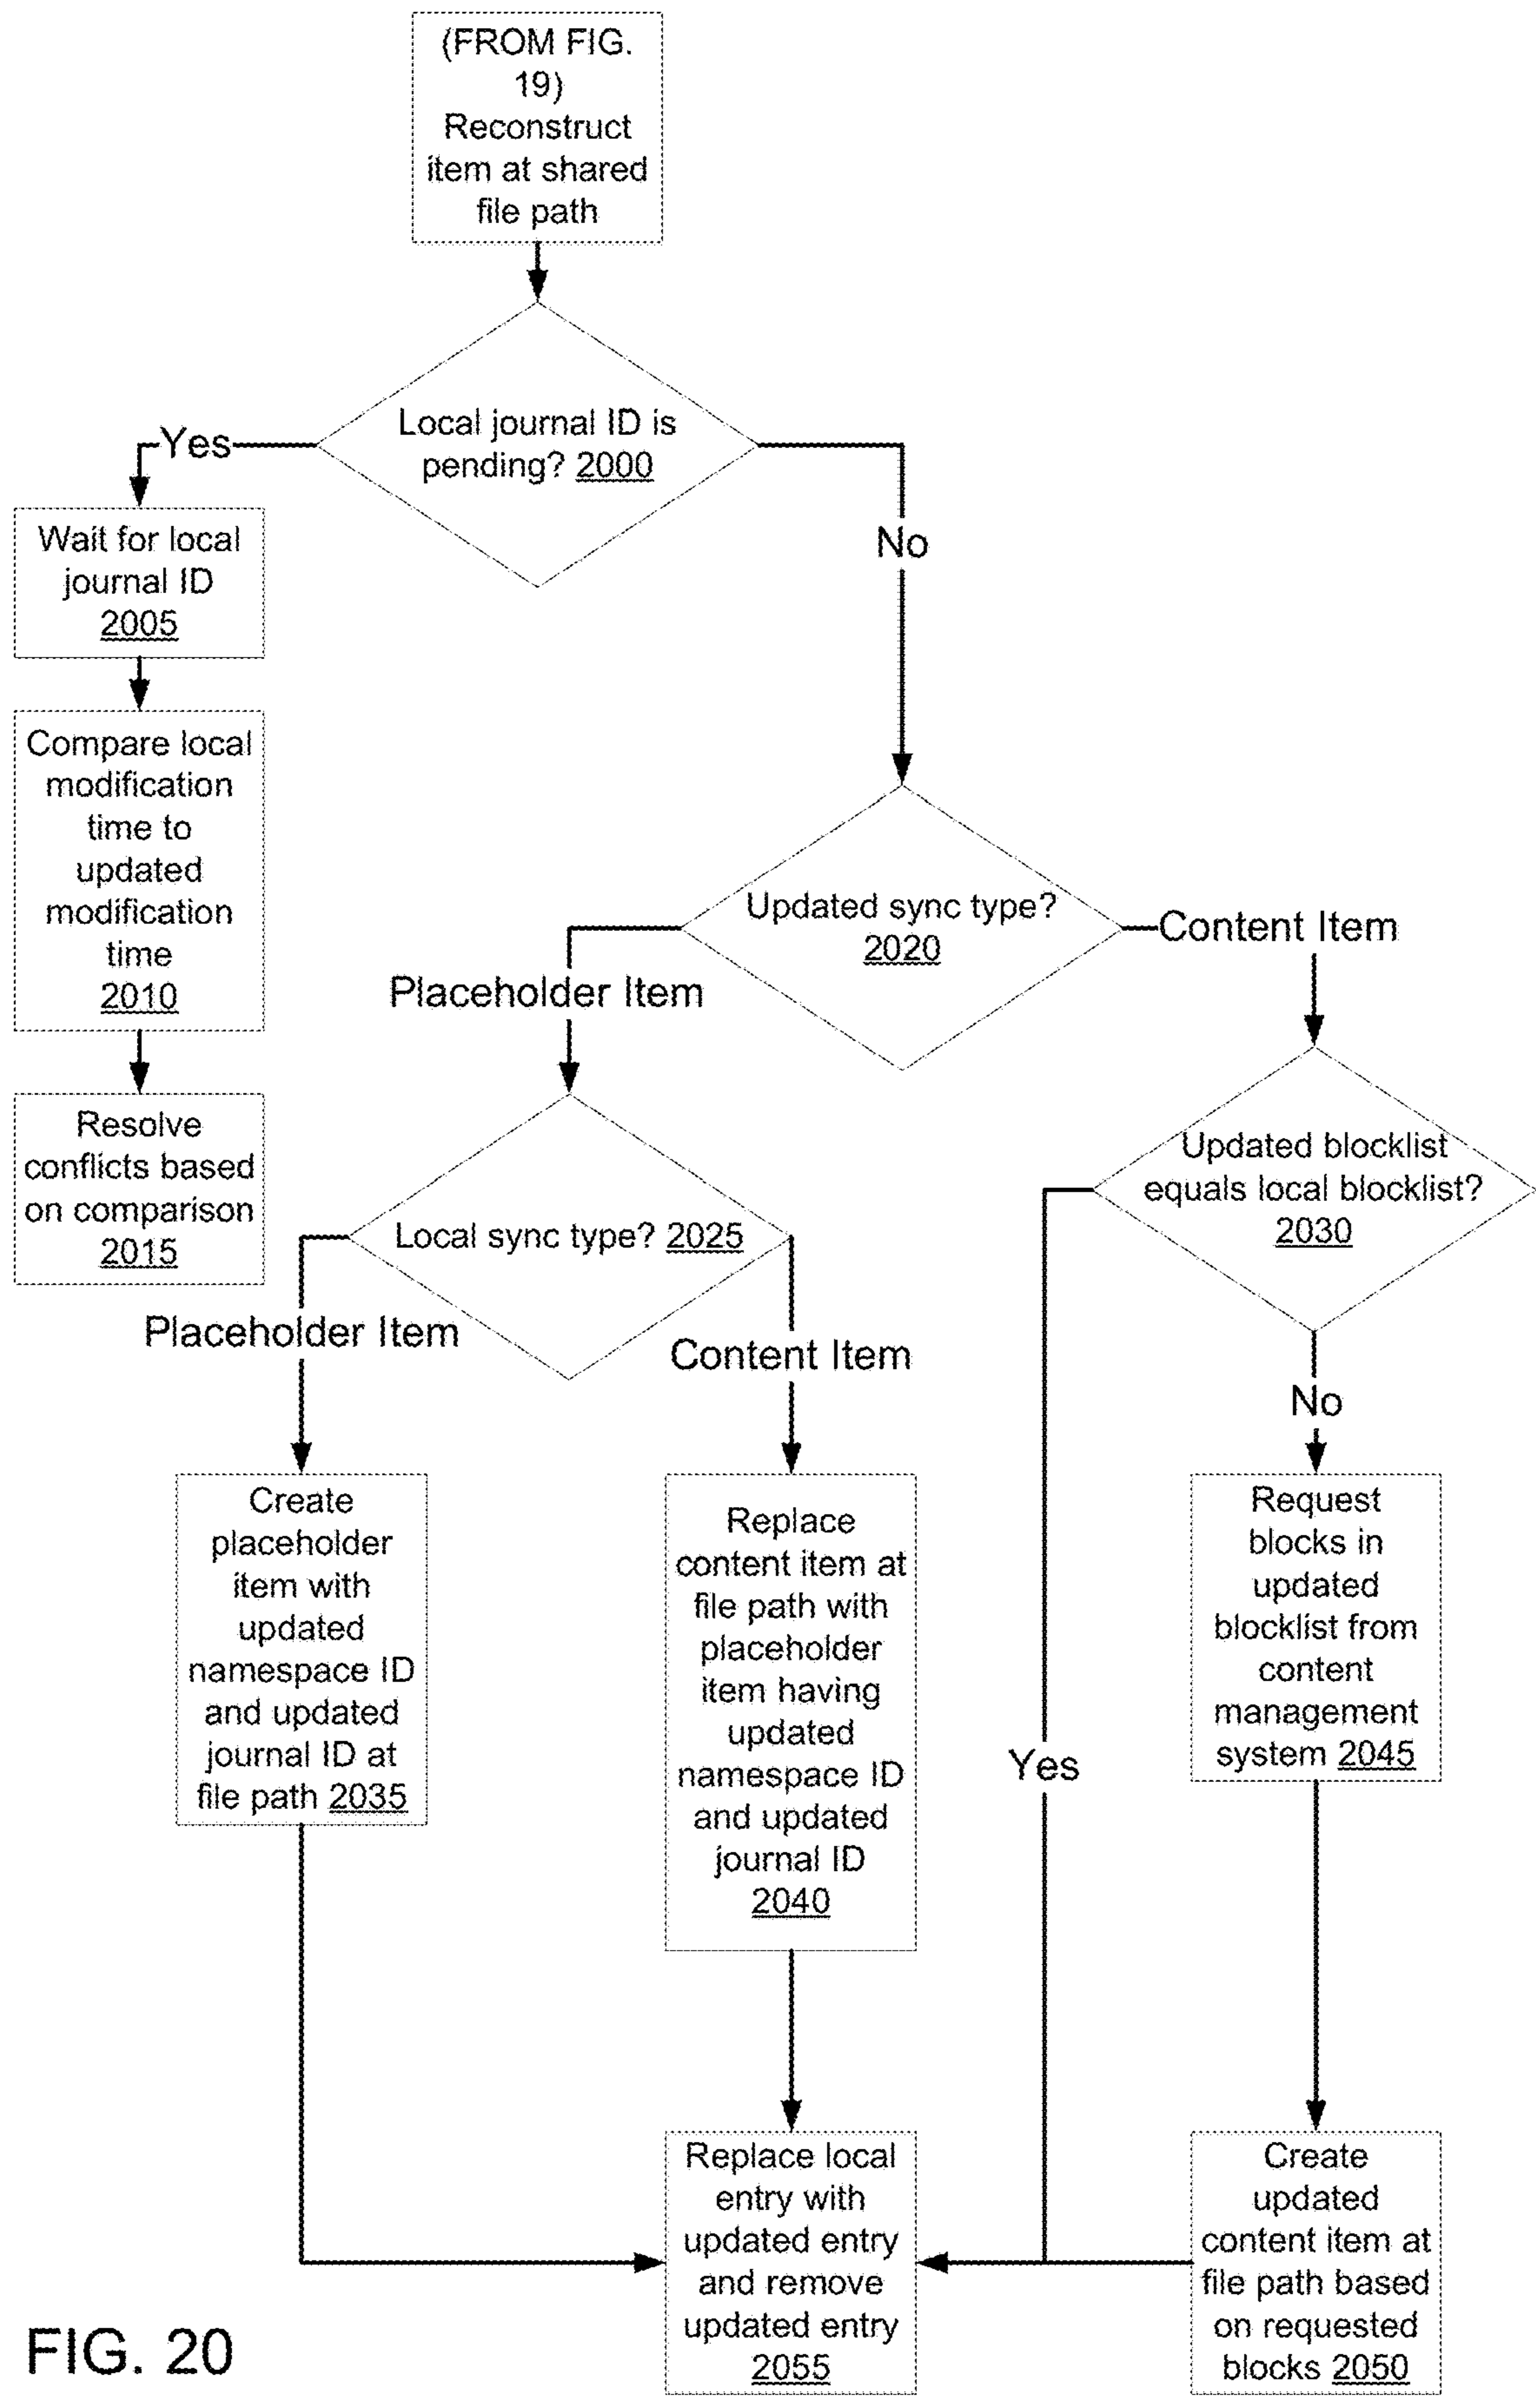 (FROM FIG.
19)
Reconstruct
item at shared
file path
Local journal ID is
pending? 2000
Yes
No
Wait for local
journal ID
2005
Compare local
modification
time to
updated
modification
time
2010
Resolve
conflicts based
on comparison
2015
Updated sync type?
2020
Placeholder Item
Content Item
Local sync type? 2025
Updated blocklist
equals local blocklist?
2030
Placeholder Item
Content Item
No
Yes
Create
placeholder
item with
updated
namespace ID
and updated
journal ID at
file path 2035
Replace
content item at
file path with
placeholder
item having
updated
namespace ID
and updated
journal ID
2040
Request
blocks in
updated
blocklist from
content
management
system 2045
Replace local
entry with
updated entry
and remove
updated entry
2055
Create
updated
content item at
file path based
on requested
blocks 2050
FIG. 20